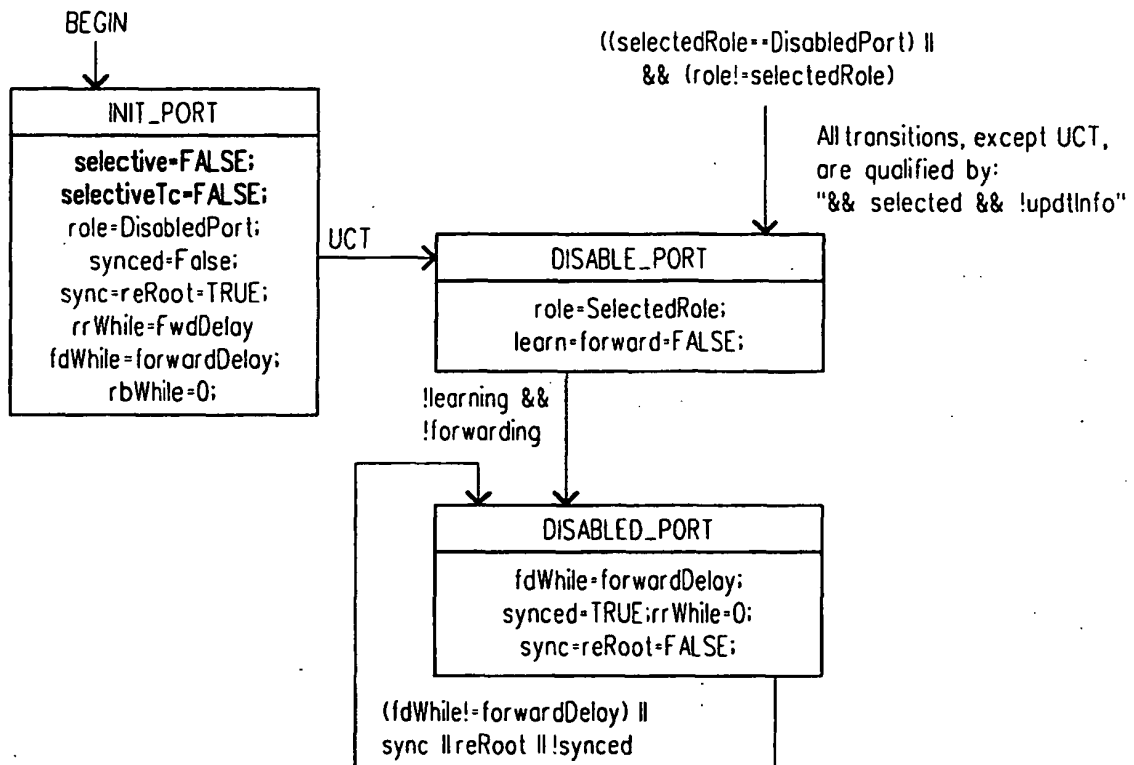 BEGIN
((selectedRole==DisabledPort) ||
&& (role!=selectedRole)
INIT_PORT
selective=FALSE;
selectiveTc=FALSE;
role=DisabledPort;
synced=False;
sync=reRoot=TRUE;
rrWhile=FwdDelay
fdWhile=forwardDelay;
rbWhile=0;
All transitions, except UCT,
are qualified by:
"&& selected && !updtInfo"
UCT
DISABLE_PORT
role=SelectedRole;
learn=forward=FALSE;
!learning &&
!forwarding
DISABLED_PORT
fdWhile=forwardDelay;
synced=TRUE;rrWhile=0;
sync=reRoot=FALSE;
(fdWhile!=forwardDelay) ||
sync || reRoot || !synced